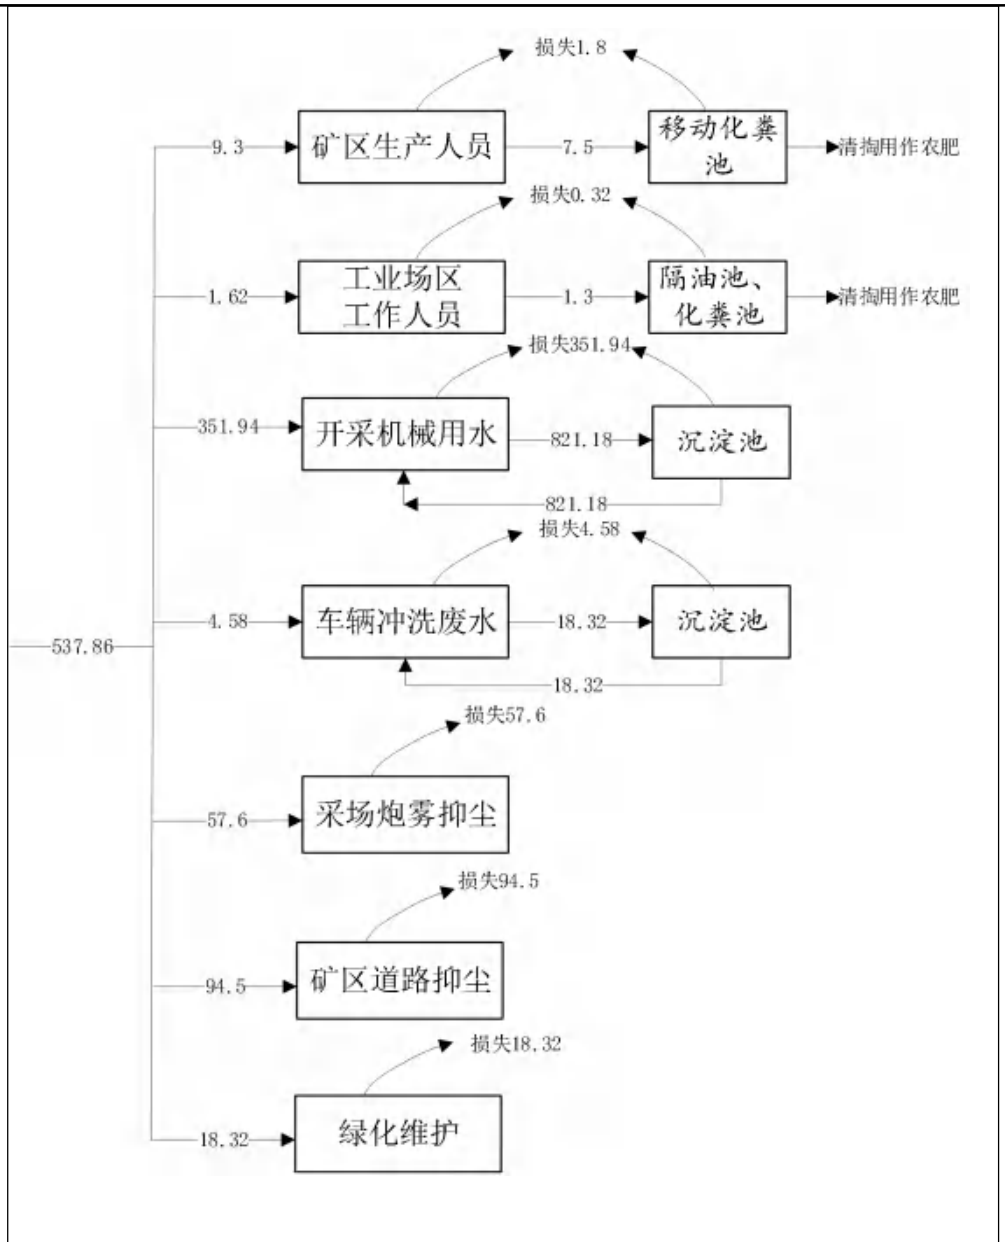 损失1.8
9.3
矿区生产人员
7.5
移动化粪
池
清掏用作农肥
损失0.32
1.62
工业场区
工作人员
1.3
隔油池、
化粪池
清掏用作农肥
损失351.94
351.94
开采机械用水
821.18
沉淀池
821.18
损失4.58
4.58
车辆冲洗废水
18.32
沉淀池
537.86
18.32
损失57.6
57.6
采场炮雾抑尘
损失94.5
94.5
矿区道路抑尘
损失18.32
18.32
绿化维护